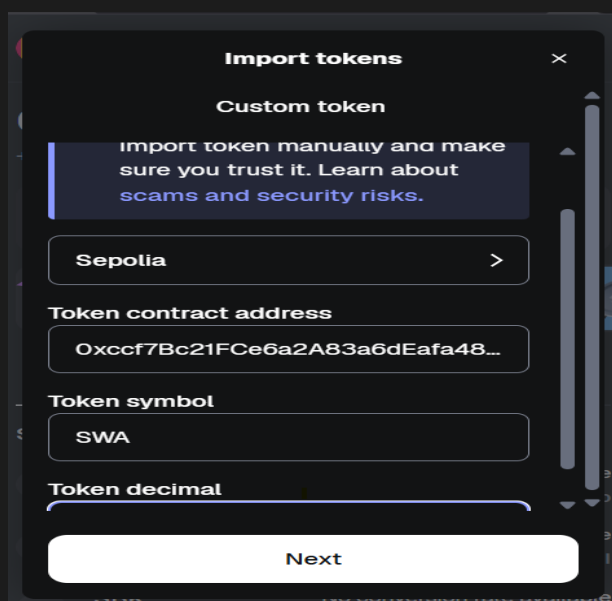 Import tokens
Custom token
Import token manually and make
sure you trust it. Learn about
scams and security risks.
Sepolia
Token contract address
0xccf7Bc21FCe6a2A83a6dEafa48...
Token symbol
SWA
Token decimal
Next